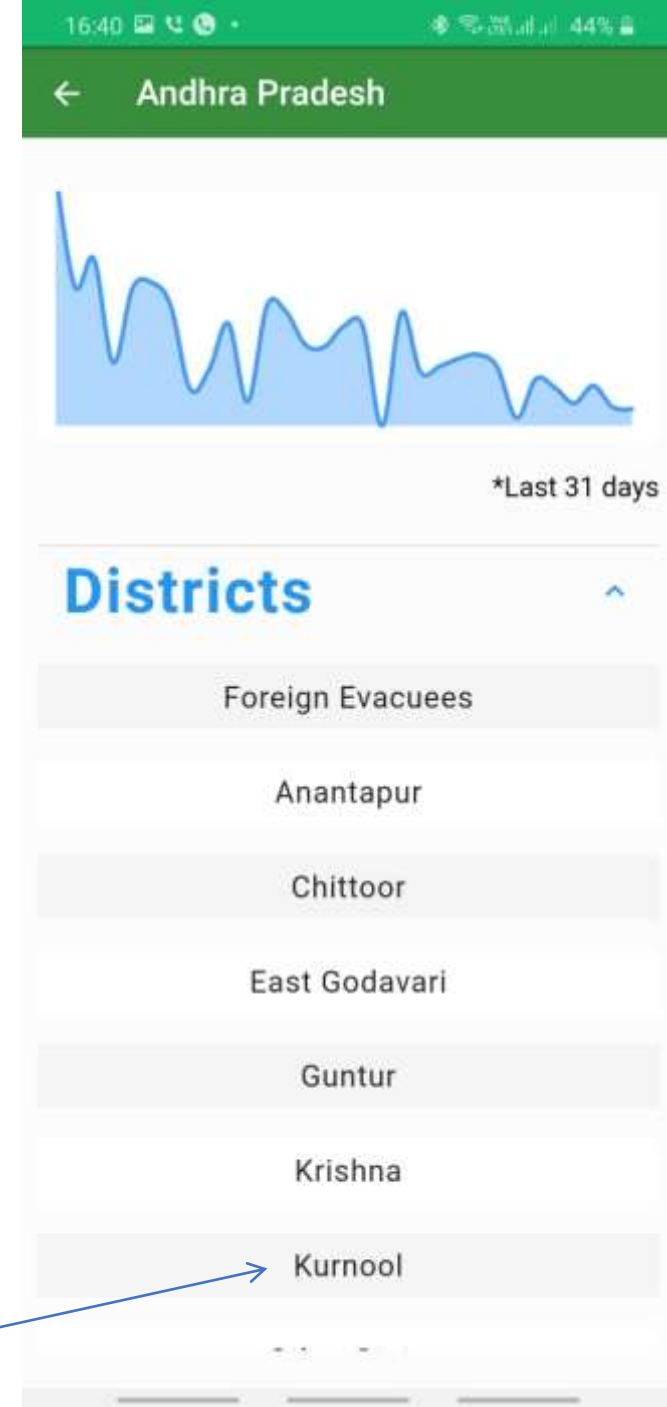 16:40
44%
Andhra Pradesh
*Last 31 days
Districts
Foreign Evacuees
Anantapur
Chittoor
East Godavari
Guntur
Krishna
Kurnool